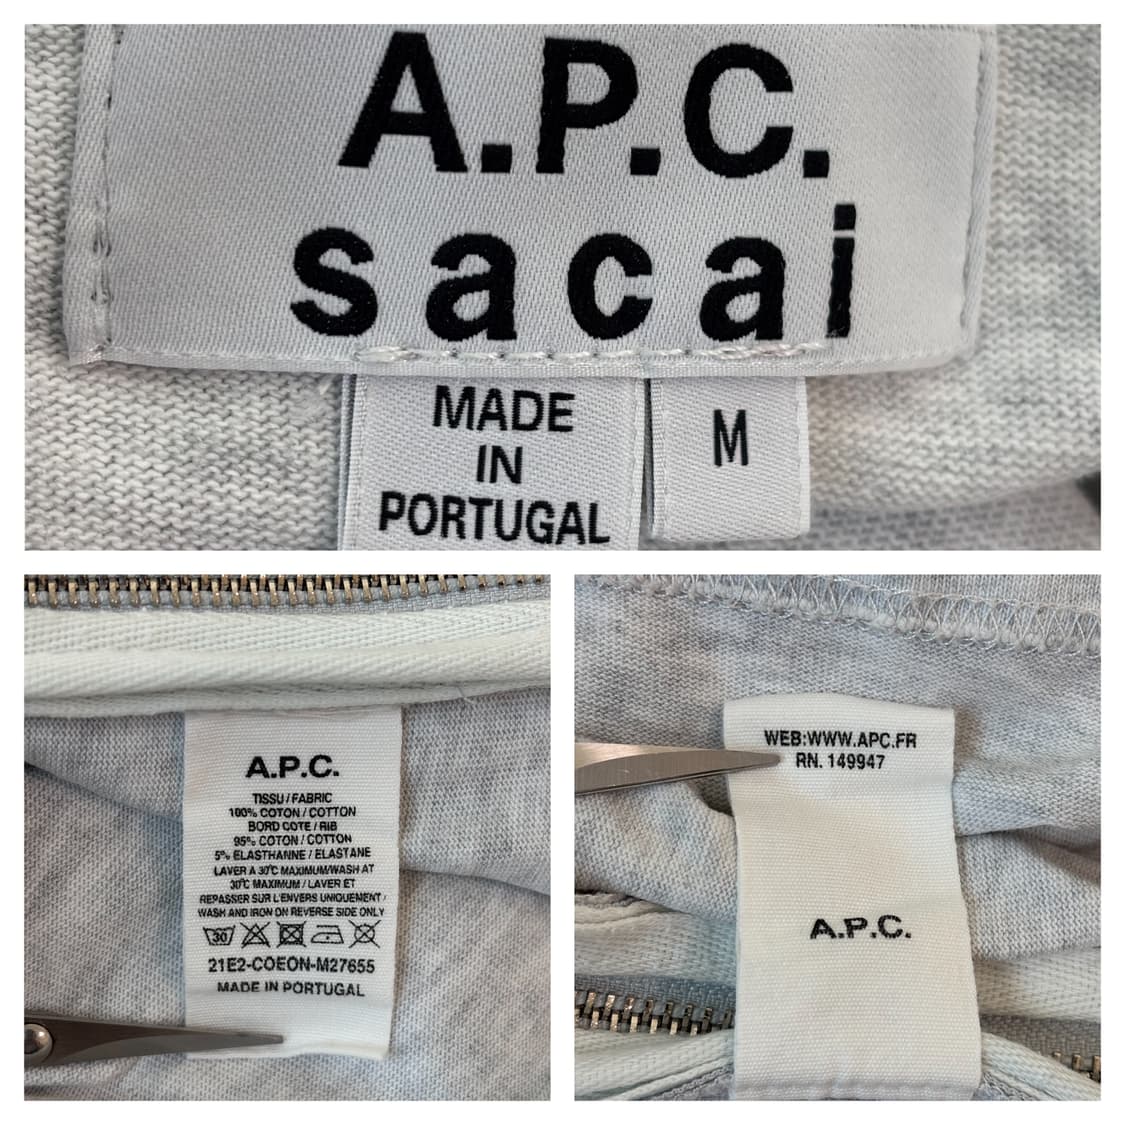 A.P.C.
sacai
MADE
IN
PORTUGAL
M
A.P.C.
TISSU / FABRIC
100% COTON / COTTON
BORD COTE / RIB
95% COTON / COTTON
5% ELASTHANNE / ELASTANE
LAVER A 30°C MAXIMUM/WASH AT
30°C MAXIMUM / LAVER ET
REPASSER SUR L'ENVERS UNIQUEMENT /
WASH AND IRON ON REVERSE SIDE ONLY
30
21E2-COEON-M27655
MADE IN PORTUGAL
WEB:WWW.APC.FR
RN. 149947
A.P.C.